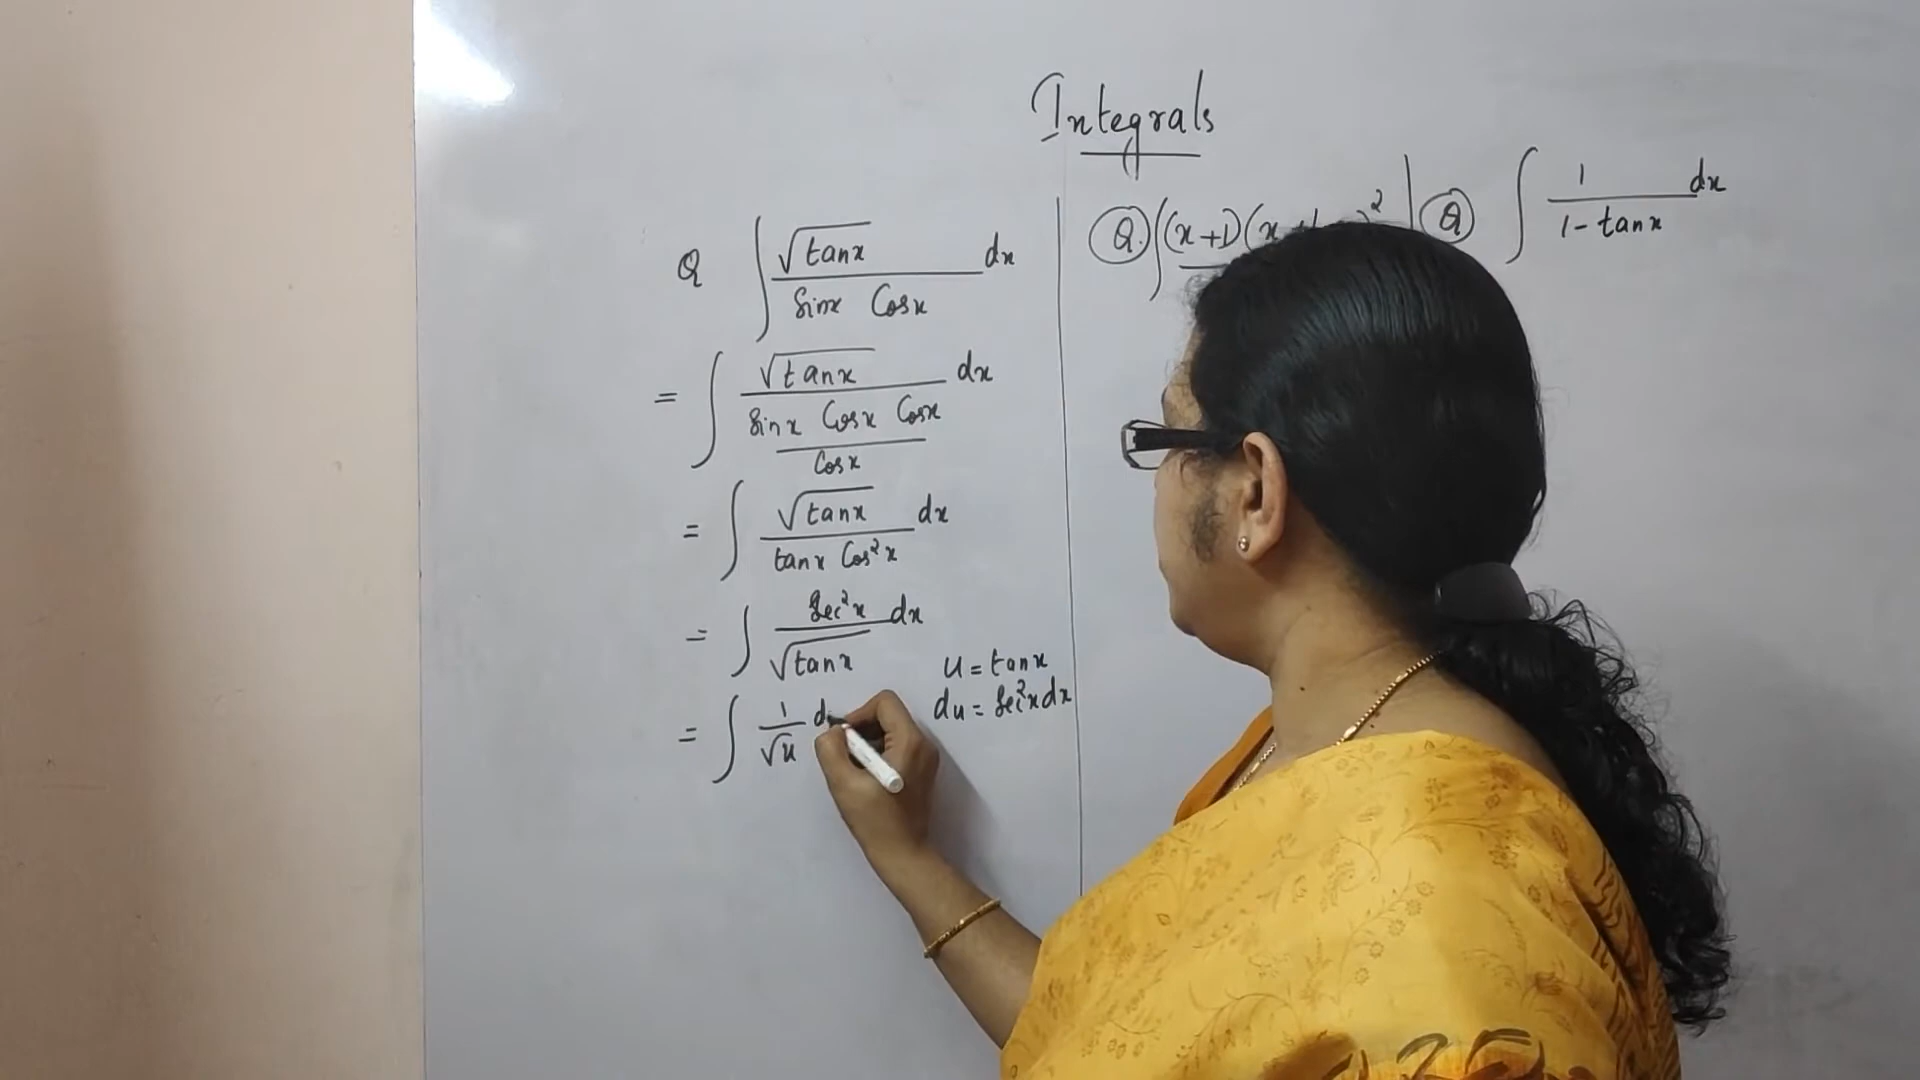 Integrals
Q ∫ √tanx / Sinx Cosx dx
= ∫ √tanx / (Sinx Cosx Cosx / Cosx) dx
= ∫ √tanx / tanx Cos²x dx
= ∫ Sec²x / √tanx dx
u = tanx
du = Sec²x dx
= ∫ 1/√u d
Q. ∫ (x+1)(x+ )²
Q ∫ 1 / 1 - tanx dx